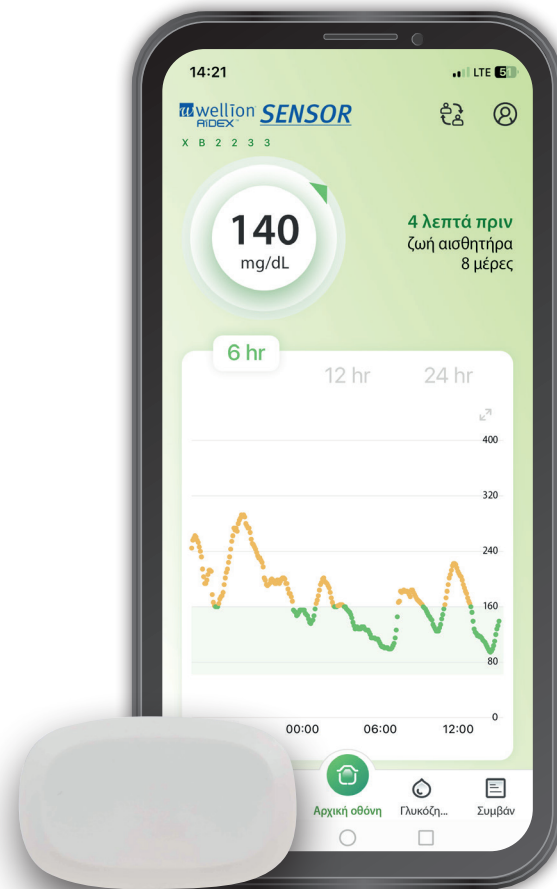 14:21
LTE 51
wellion SENSOR
RIDEX™
X B 2 2 3 3
140
mg/dL
4 λεπτά πριν
ζωή αισθητήρα
8 μέρες
6 hr
12 hr
24 hr
400
320
240
160
80
0
00:00 06:00 12:00
Αρχική οθόνη Γλυκόζη... Συμβάν